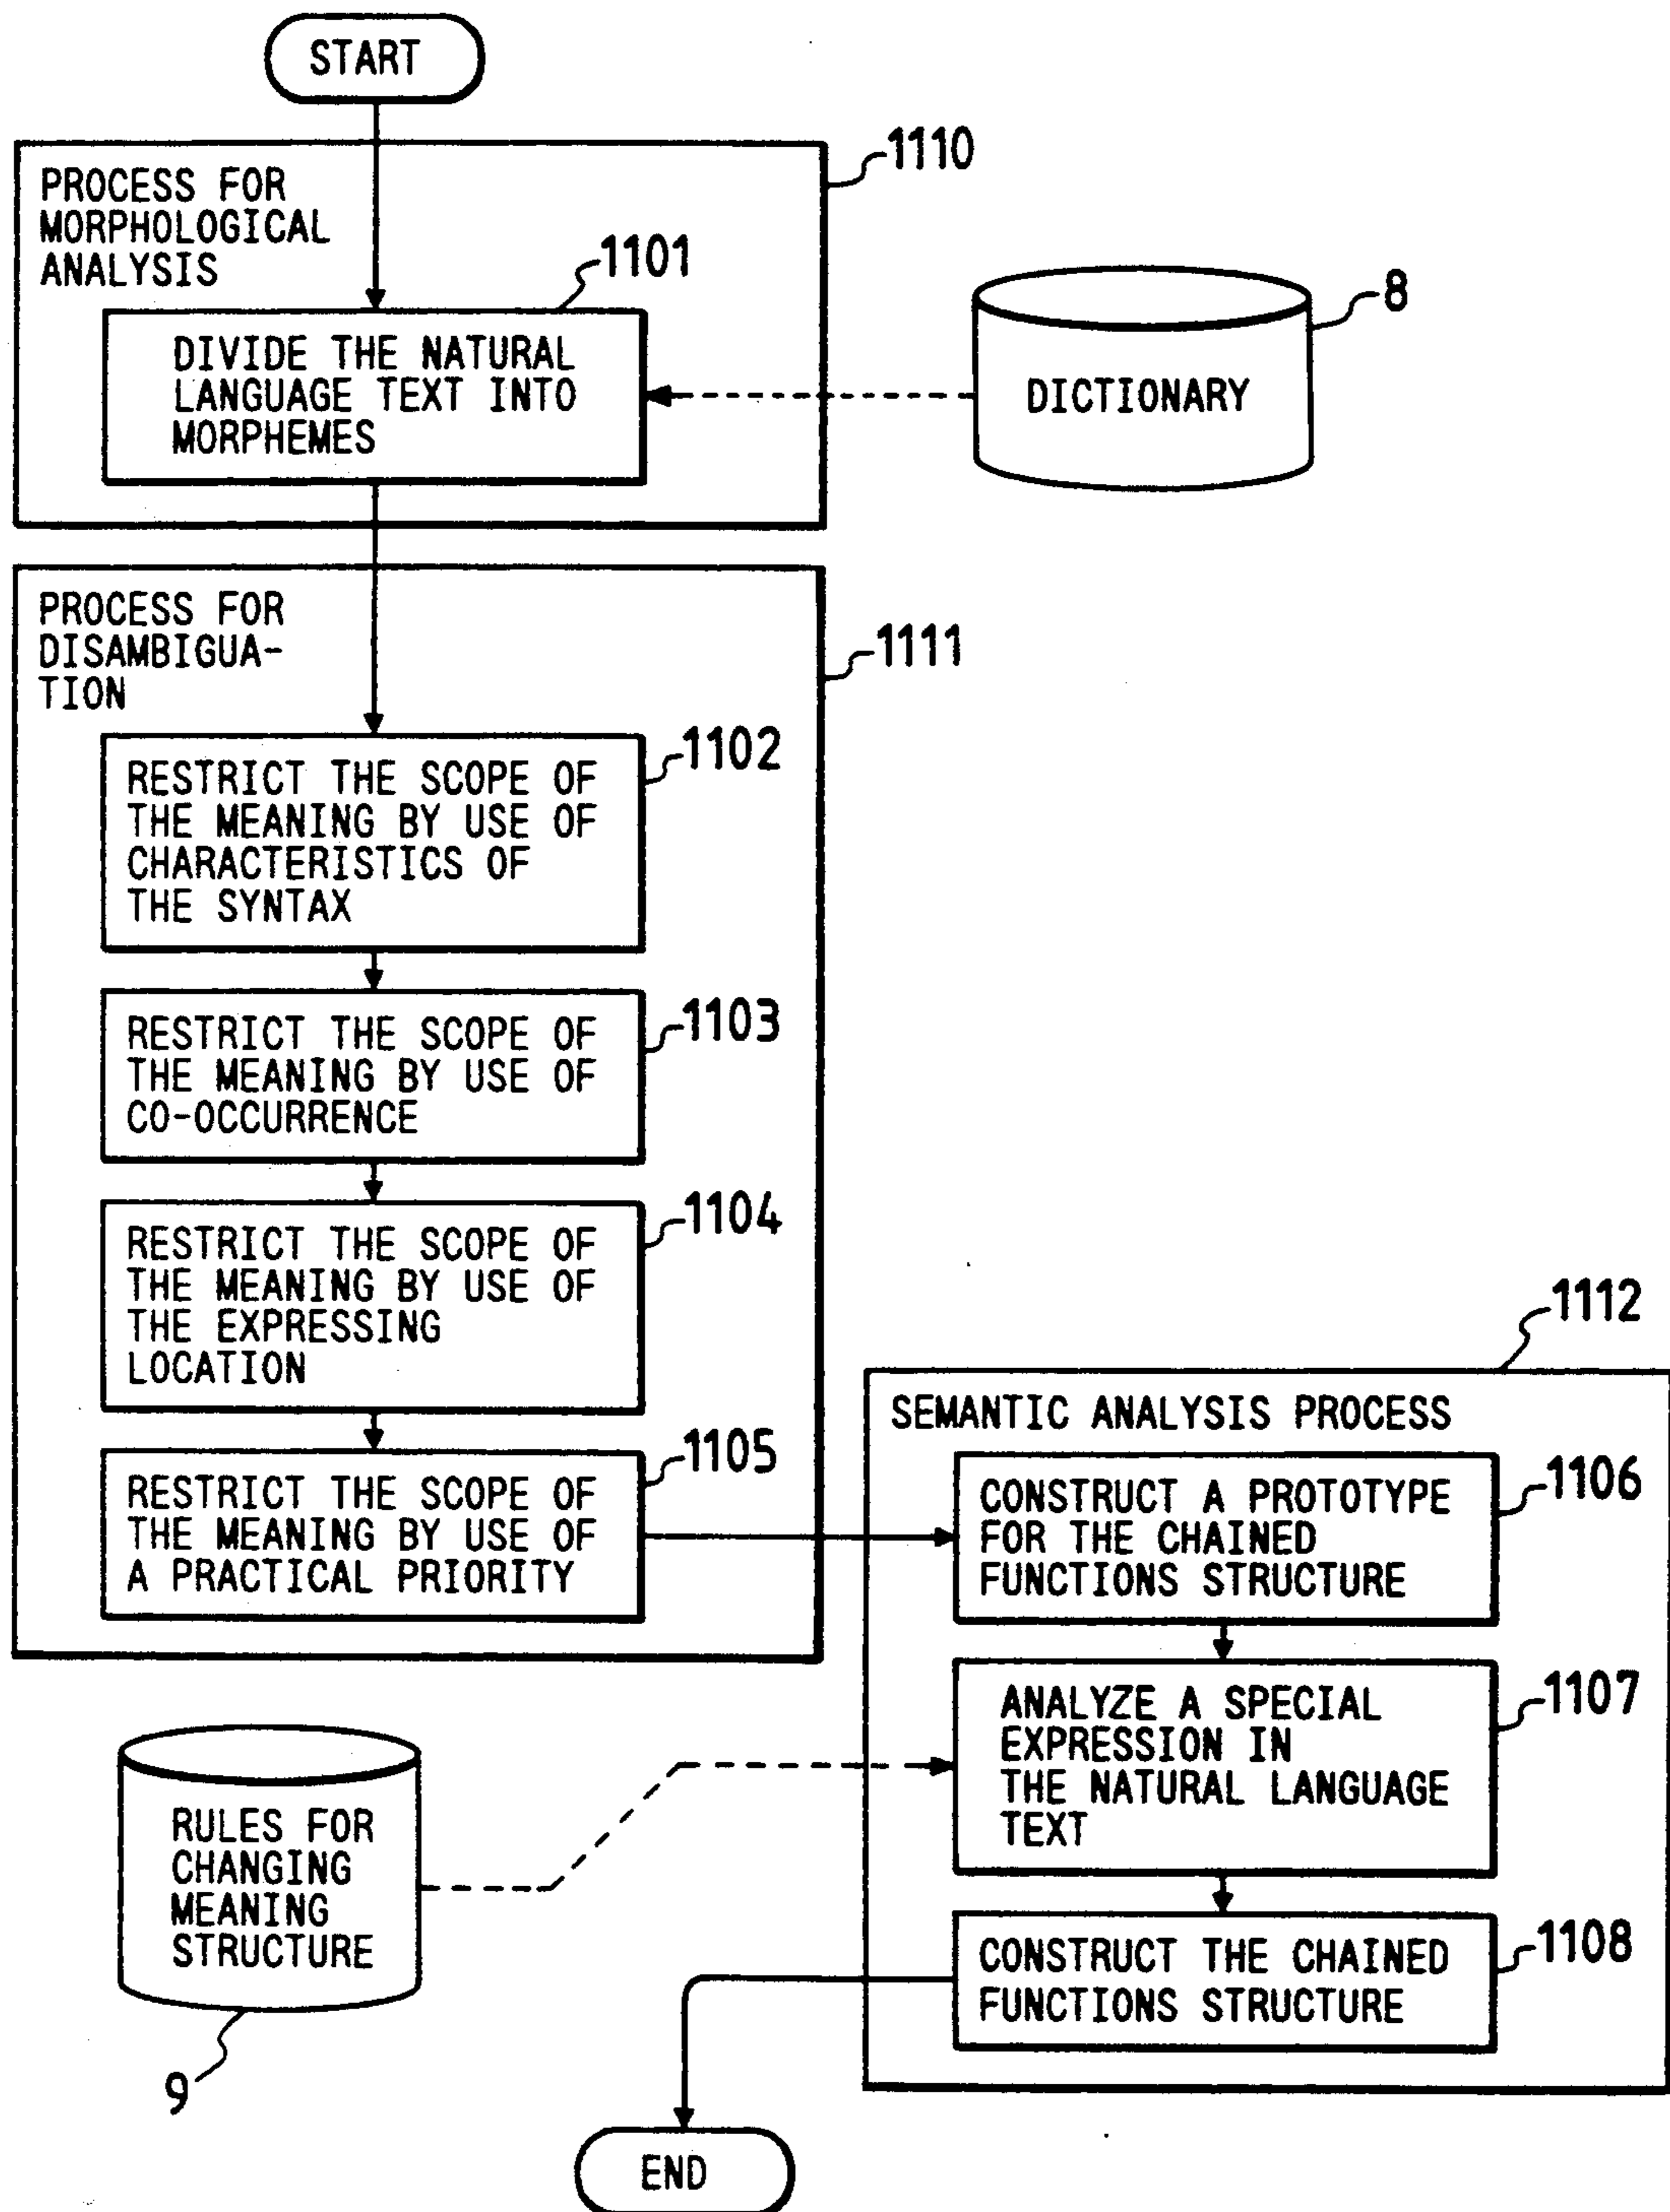 START
1110
PROCESS FOR
MORPHOLOGICAL
ANALYSIS
1101
DIVIDE THE NATURAL
LANGUAGE TEXT INTO
MORPHEMES
8
DICTIONARY
1111
PROCESS FOR
DISAMBIGUA-
TION
1102
RESTRICT THE SCOPE OF
THE MEANING BY USE OF
CHARACTERISTICS OF
THE SYNTAX
1103
RESTRICT THE SCOPE OF
THE MEANING BY USE OF
CO-OCCURRENCE
1104
RESTRICT THE SCOPE OF
THE MEANING BY USE OF
THE EXPRESSING
LOCATION
1105
RESTRICT THE SCOPE OF
THE MEANING BY USE OF
A PRACTICAL PRIORITY
1112
SEMANTIC ANALYSIS PROCESS
1106
CONSTRUCT A PROTOTYPE
FOR THE CHAINED
FUNCTIONS STRUCTURE
1107
ANALYZE A SPECIAL
EXPRESSION IN
THE NATURAL LANGUAGE
TEXT
RULES FOR
CHANGING
MEANING
STRUCTURE
9
1108
CONSTRUCT THE CHAINED
FUNCTIONS STRUCTURE
END